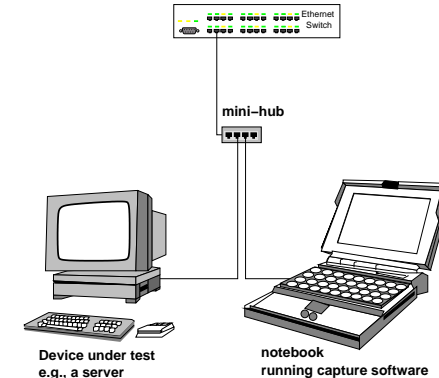 Ethernet
Switch
mini−hub
Device under test
e.g., a server
notebook
running capture software